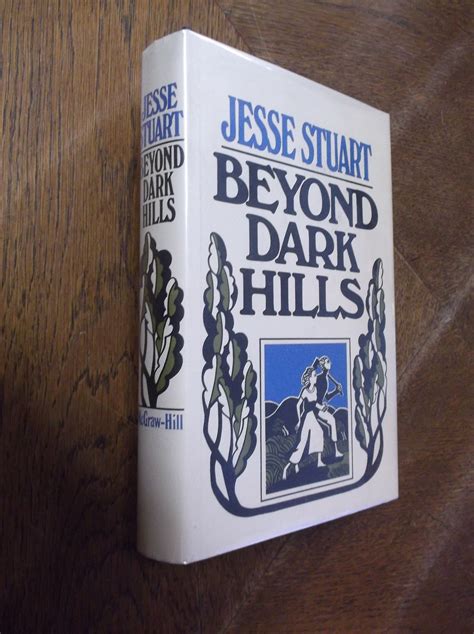 JESSE
STUART
BEYOND
DARK
HILLS
McGraw-Hill
JESSE STUART
BEYOND
DARK
HILLS